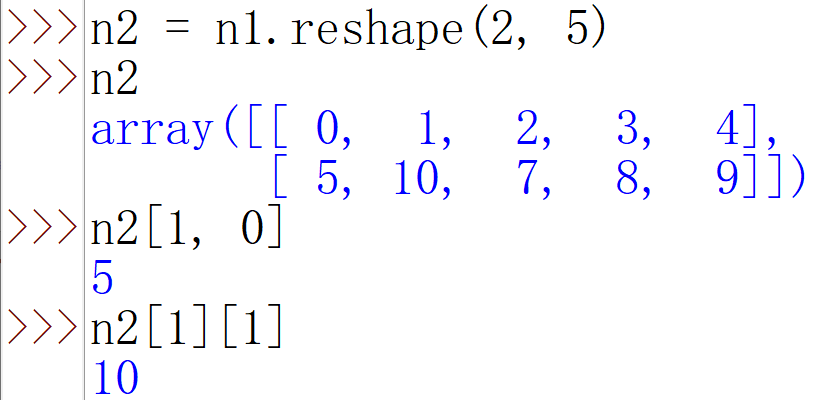 >>> n2 = n1.reshape(2, 5)
>>> n2
array([[ 0,  1,  2,  3,  4],
       [ 5, 10,  7,  8,  9]])
>>> n2[1, 0]
5
>>> n2[1][1]
10